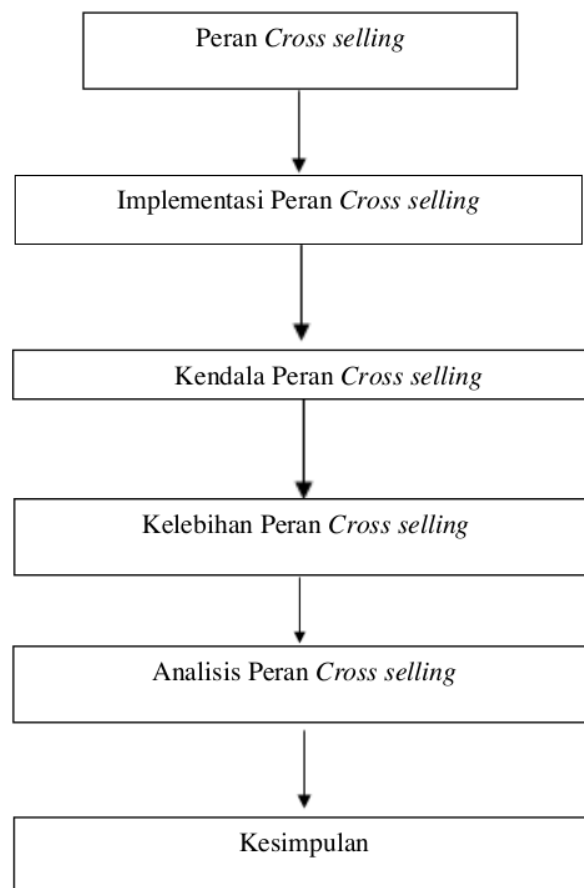 Peran Cross selling
Implementasi Peran Cross selling
Kendala Peran Cross selling
Kelebihan Peran Cross selling
Analisis Peran Cross selling
Kesimpulan